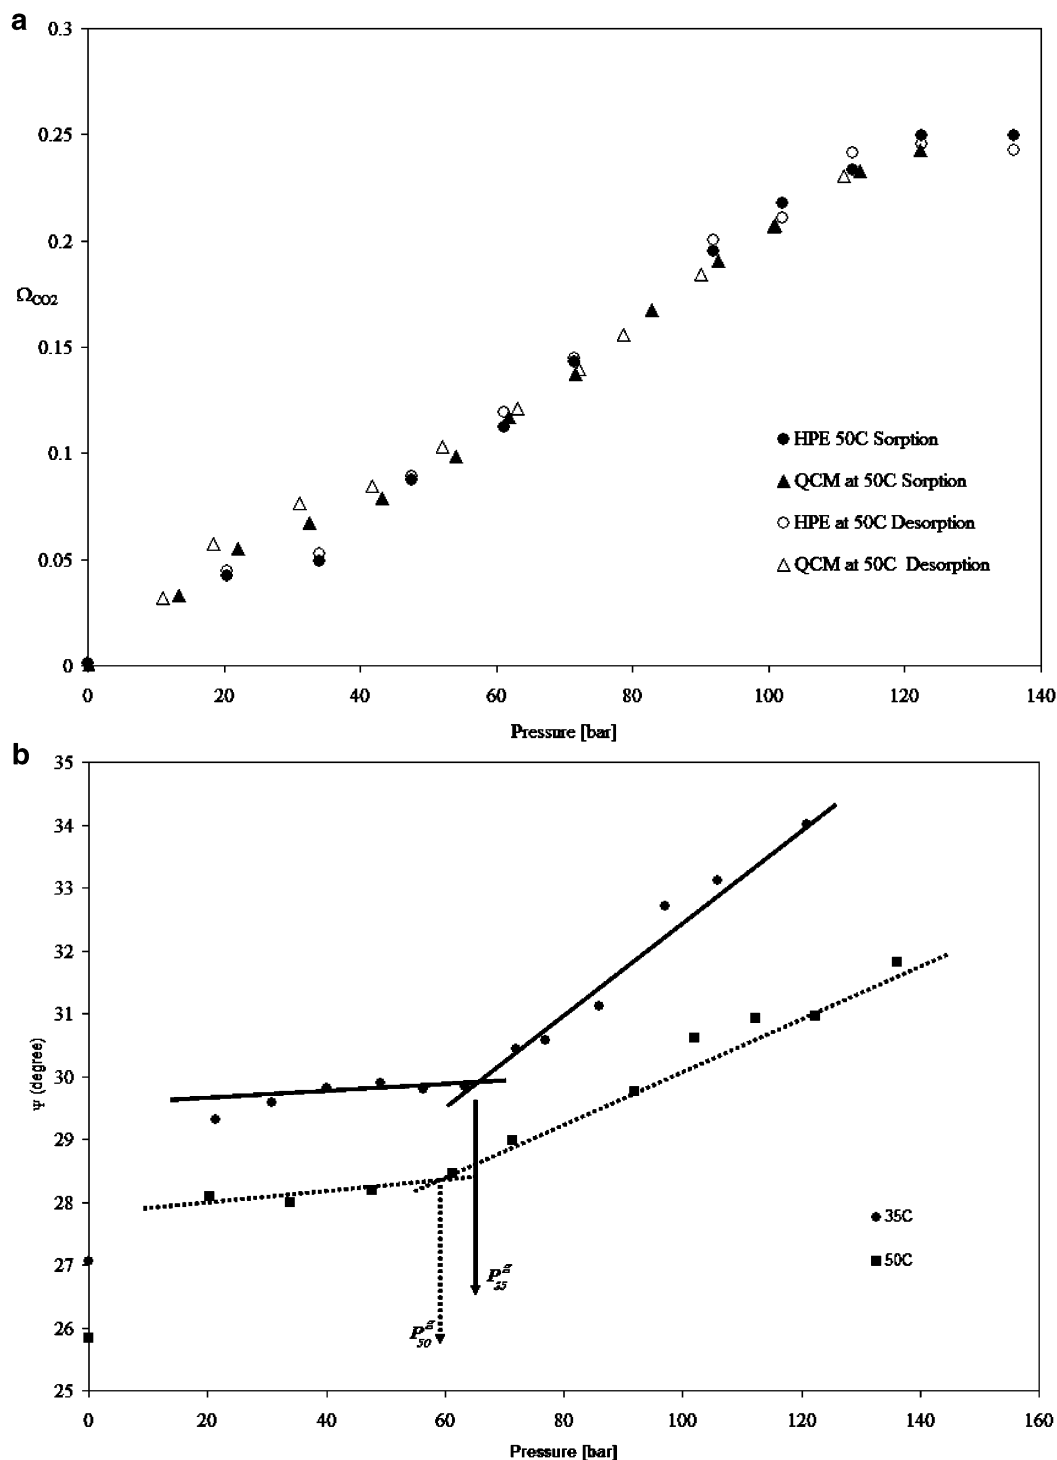 a
0.3
0.25
0.2
Ω_CO2
0.15
0.1
0.05
0
HPE 50C Sorption
QCM at 50C Sorption
HPE at 50C Desorption
QCM at 50C Desorption
0 20 40 60 80 100 120 140
Pressure [bar]
b
35
34
33
32
31
30
29
28
27
26
25
Ψ (degree)
35C
50C
0 20 40 60 80 100 120 140 160
Pressure [bar]